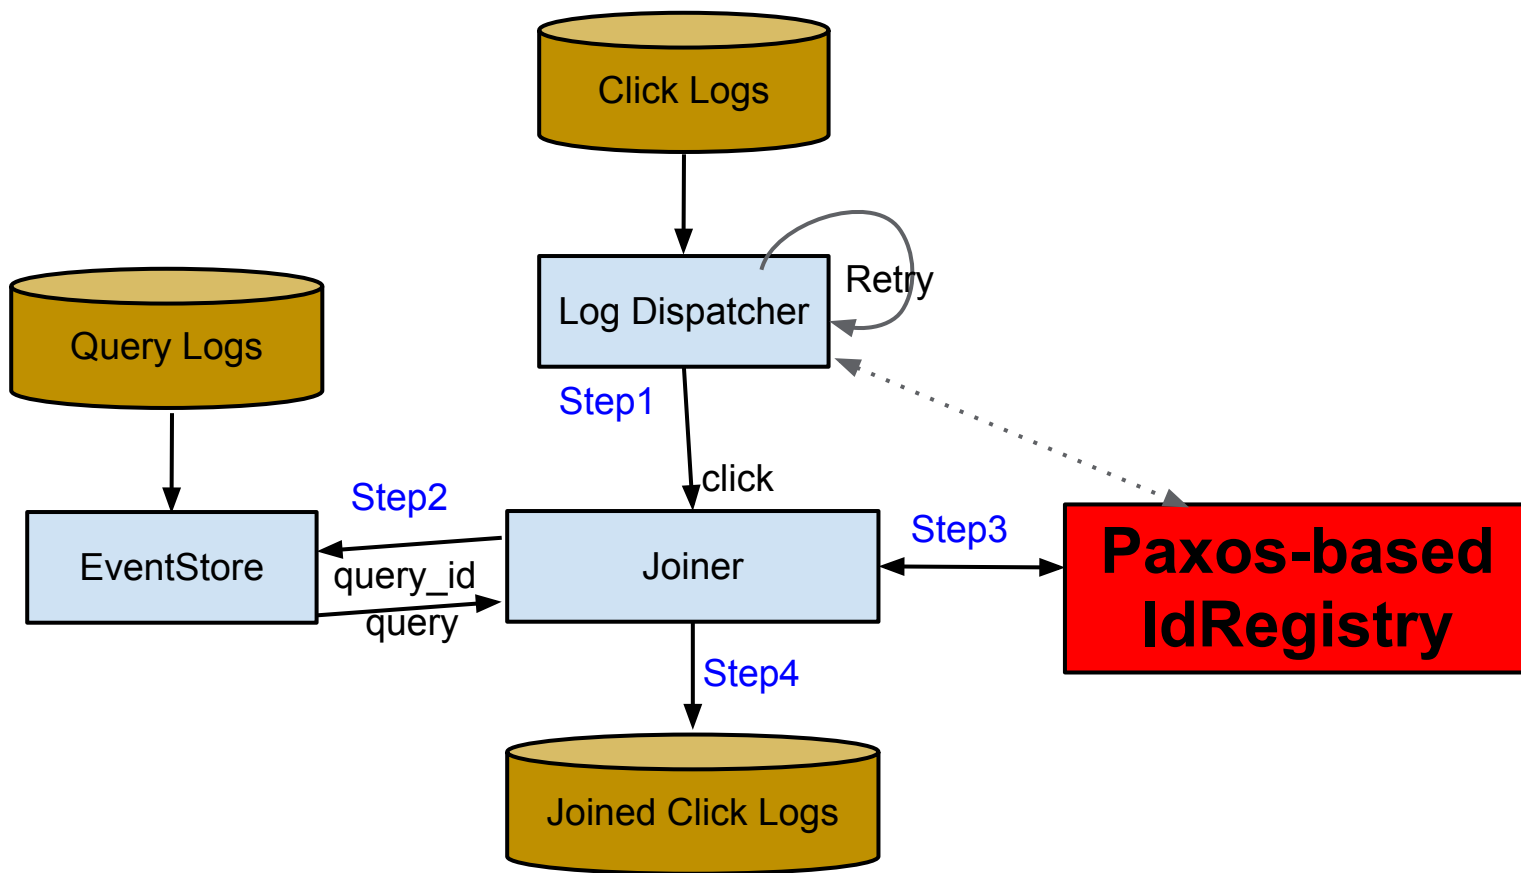 Click Logs
Retry
Log Dispatcher
Query Logs
Step1
click
Step2
Step3
EventStore
query_id
query
Joiner
Paxos-based
IdRegistry
Step4
Joined Click Logs